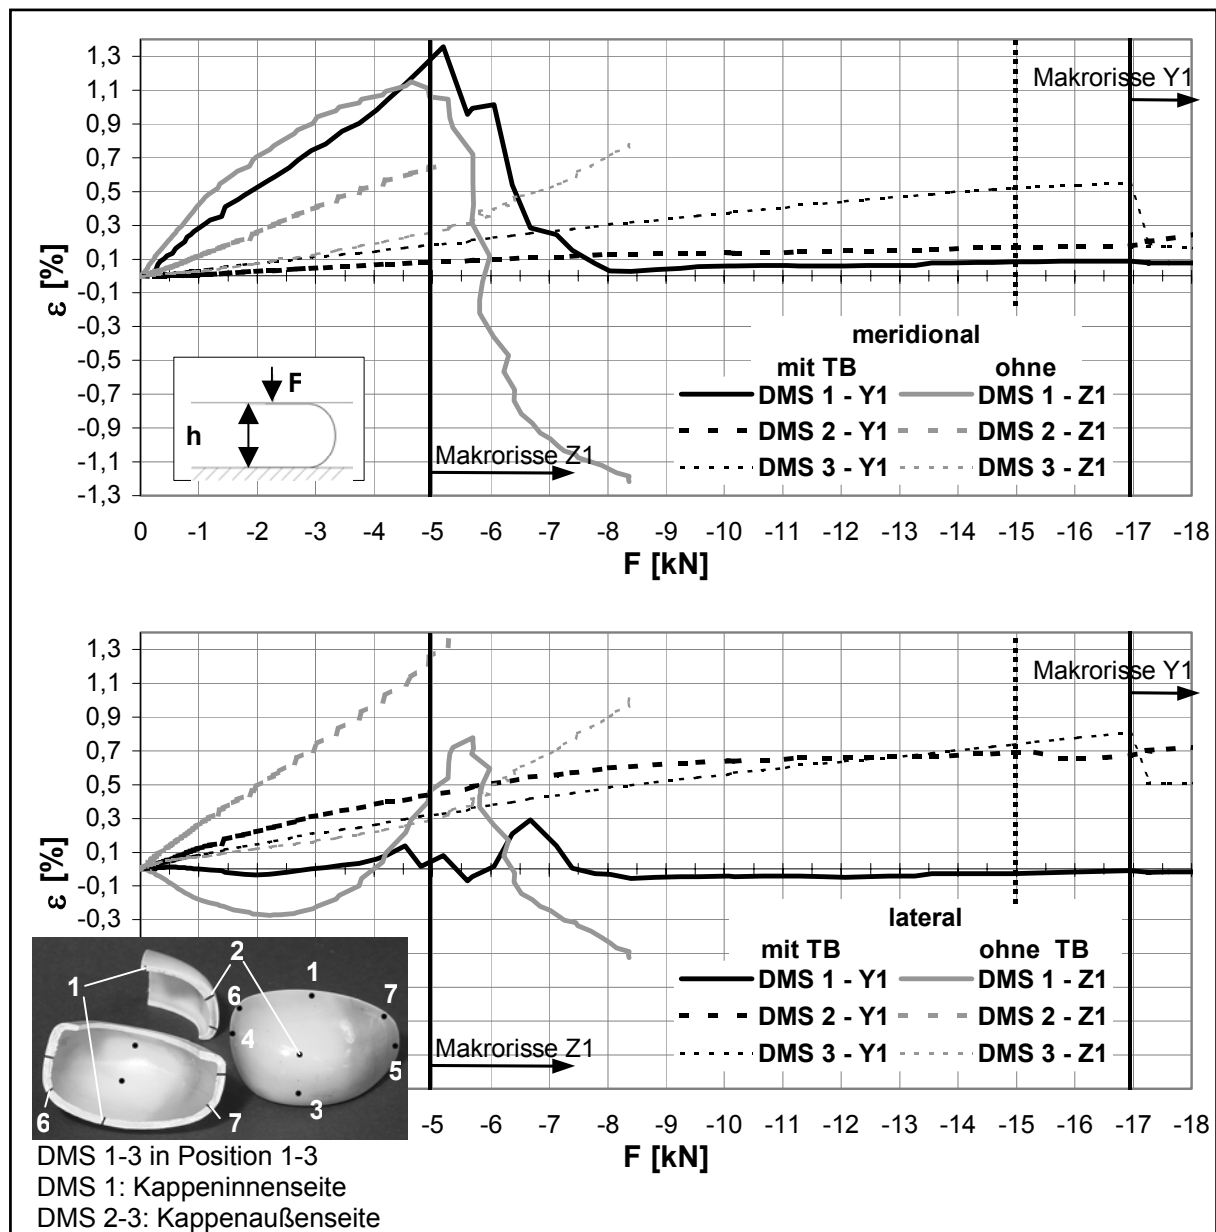 1,3
1,1
0,9
0,7
0,5
0,3
0,1
-0,1
-0,3
-0,5
-0,7
-0,9
-1,1
-1,3
ε [%]
Makrorisse Y1
F
h
Makrorisse Z1
meridional
mit TB ohne
DMS 1 - Y1 DMS 1 - Z1
DMS 2 - Y1 DMS 2 - Z1
DMS 3 - Y1 DMS 3 - Z1
0 -1 -2 -3 -4 -5 -6 -7 -8 -9 -10 -11 -12 -13 -14 -15 -16 -17 -18
F [kN]
1,3
1,1
0,9
0,7
0,5
0,3
0,1
-0,1
-0,3
ε [%]
Makrorisse Y1
lateral
mit TB ohne TB
DMS 1 - Y1 DMS 1 - Z1
DMS 2 - Y1 DMS 2 - Z1
DMS 3 - Y1 DMS 3 - Z1
Makrorisse Z1
1 2 1 7
6
4
5
3
6 7
-5 -6 -7 -8 -9 -10 -11 -12 -13 -14 -15 -16 -17 -18
F [kN]
DMS 1-3 in Position 1-3
DMS 1: Kappeninnenseite
DMS 2-3: Kappenaußenseite